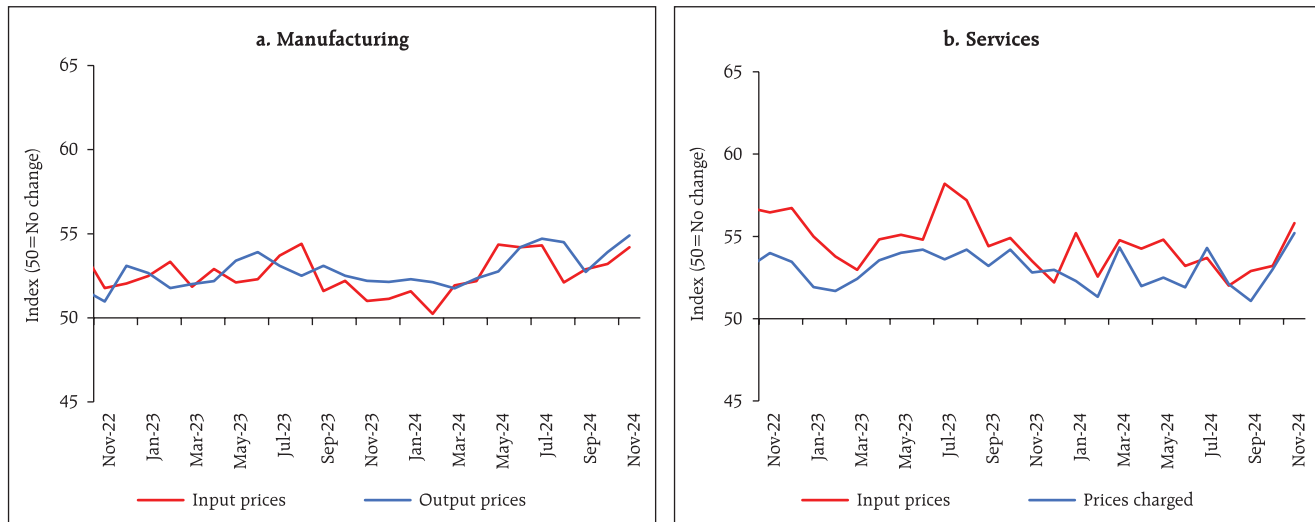 a. Manufacturing
65
60
55
50
45
Index (50=No change)
Nov-22
Jan-23
Mar-23
May-23
Jul-23
Sep-23
Nov-23
Jan-24
Mar-24
May-24
Jul-24
Sep-24
Nov-24
Input prices
Output prices
b. Services
65
60
55
50
45
Index (50=No change)
Nov-22
Jan-23
Mar-23
May-23
Jul-23
Sep-23
Nov-23
Jan-24
Mar-24
May-24
Jul-24
Sep-24
Nov-24
Input prices
Prices charged